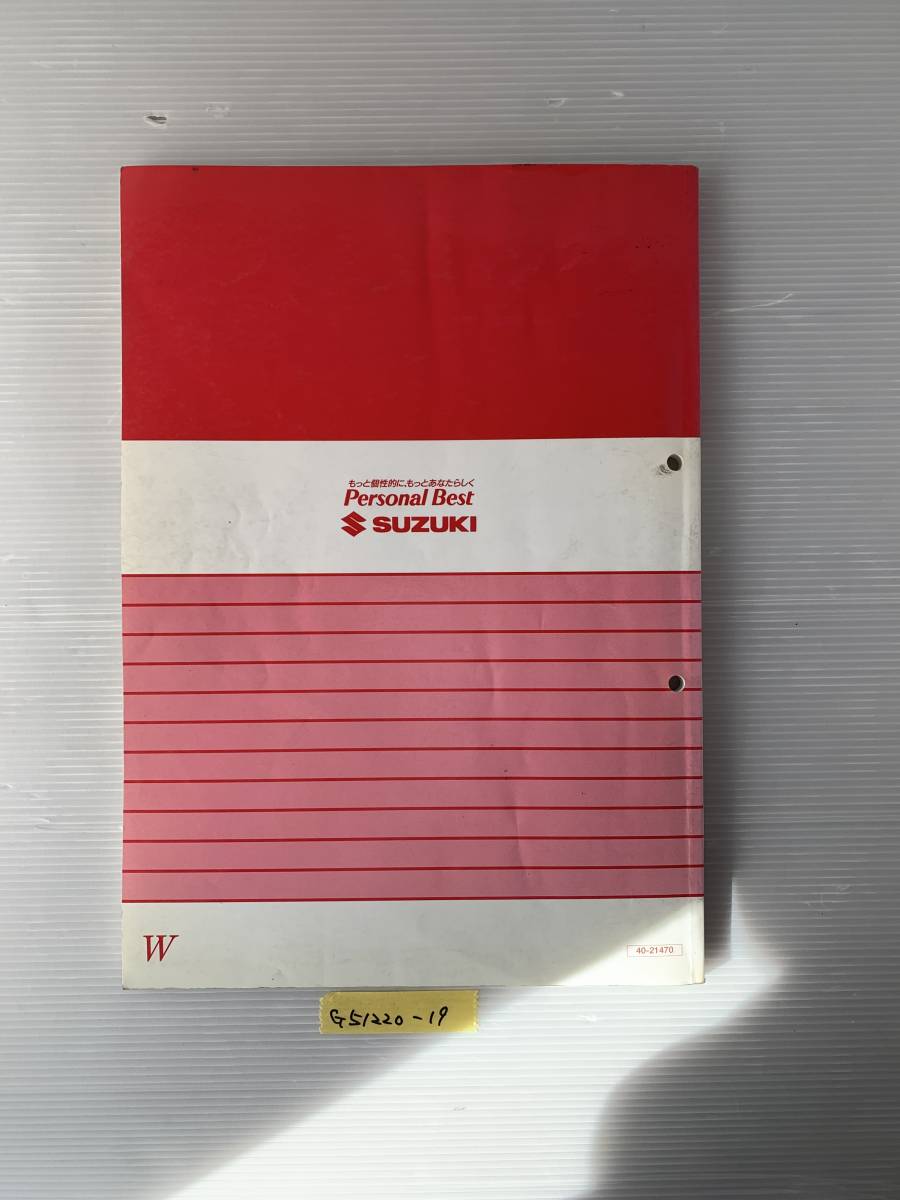 もっと個性的に、もっとあなたらしく
Personal Best
SUZUKI
W
40-21470
G51220-19